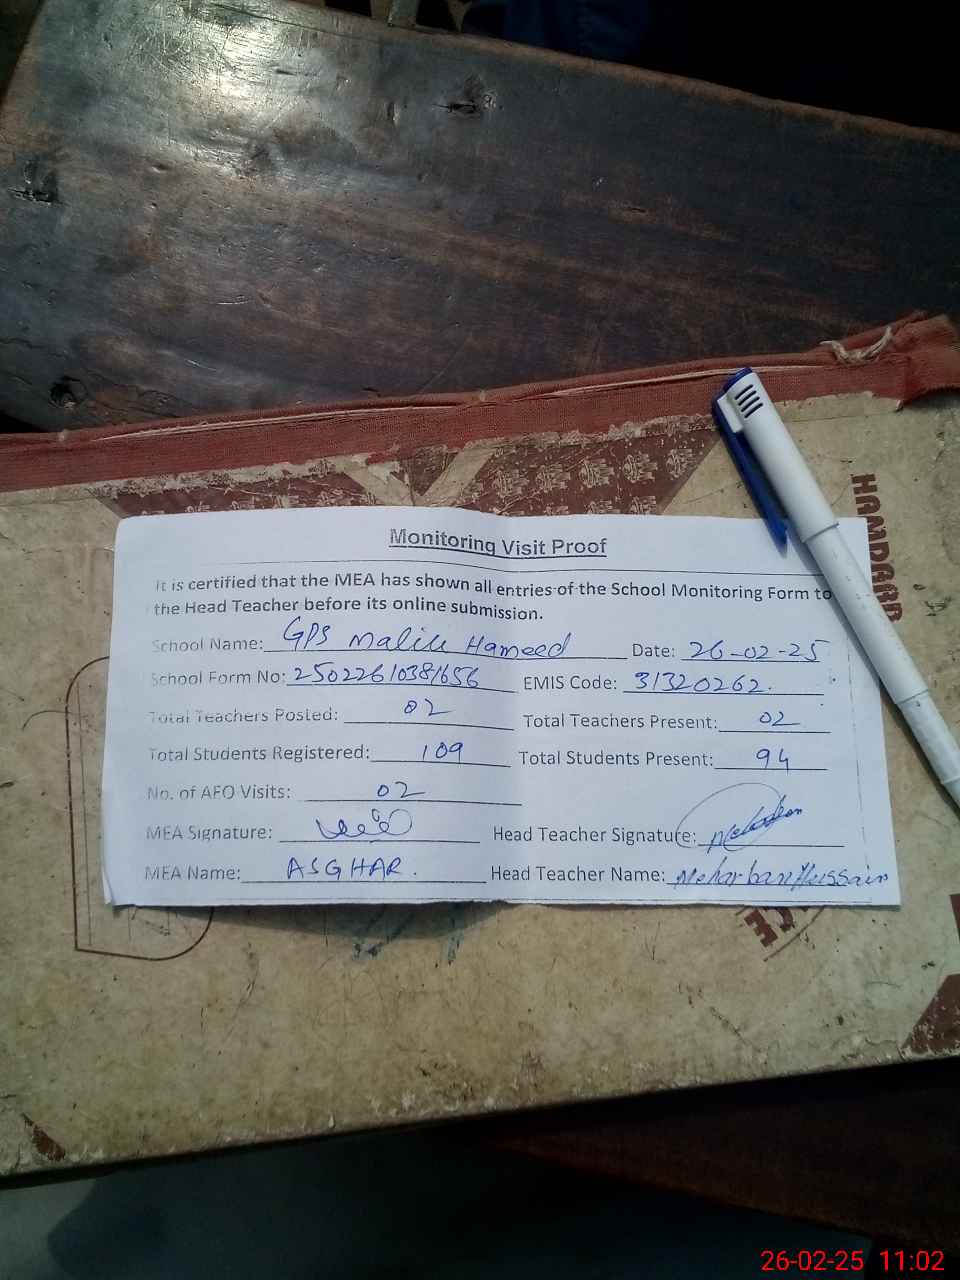 HAMDARD
Monitoring Visit Proof
It is certified that the MEA has shown all entries of the School Monitoring Form to
the Head Teacher before its online submission.
School Name: GPS Malik Hameed Date: 26-02-25
School Form No: 25022610381656 EMIS Code: 31320262.
Total Teachers Posted: 02 Total Teachers Present: 02
Total Students Registered: 109 Total Students Present: 94
No. of AEO Visits: 02
MEA Signature: Head Teacher Signature:
MEA Name: ASGHAR. Head Teacher Name: Meharban Hussain
26-02-25 11:02